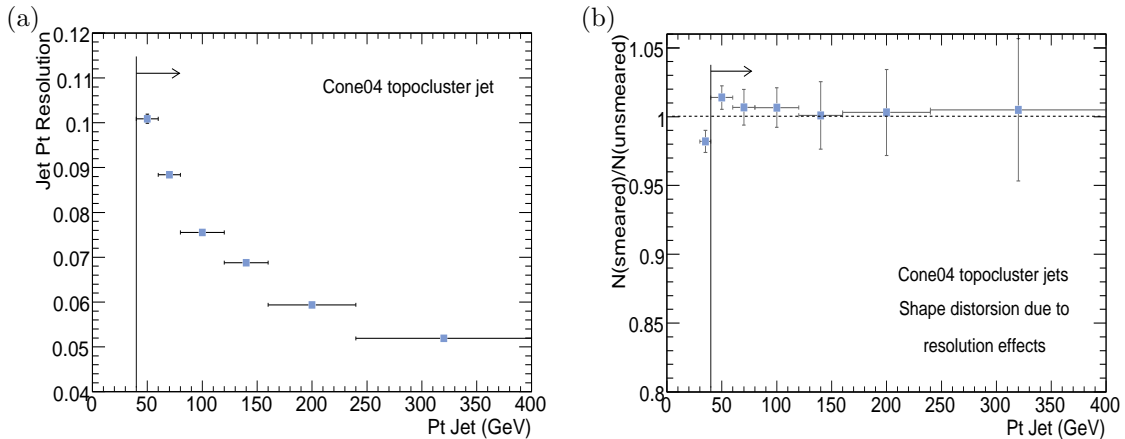 (a)
Jet Pt Resolution
0.12
0.11
0.1
0.09
0.08
0.07
0.06
0.05
0.04
Cone04 topocluster jet
0 50 100 150 200 250 300 350 400
Pt Jet (GeV)
(b)
N(smeared)/N(unsmeared)
1.05
1
0.95
0.9
0.85
0.8
Cone04 topocluster jets
Shape distorsion due to
resolution effects
0 50 100 150 200 250 300 350 400
Pt Jet (GeV)